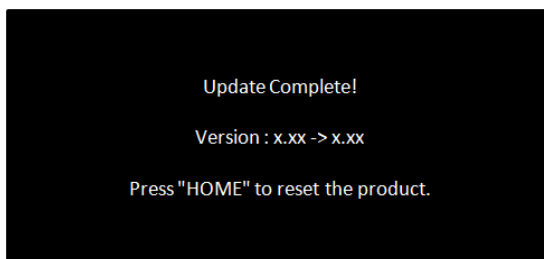 Update Complete!
Version : x.xx -> x.xx
Press "HOME" to reset the product.